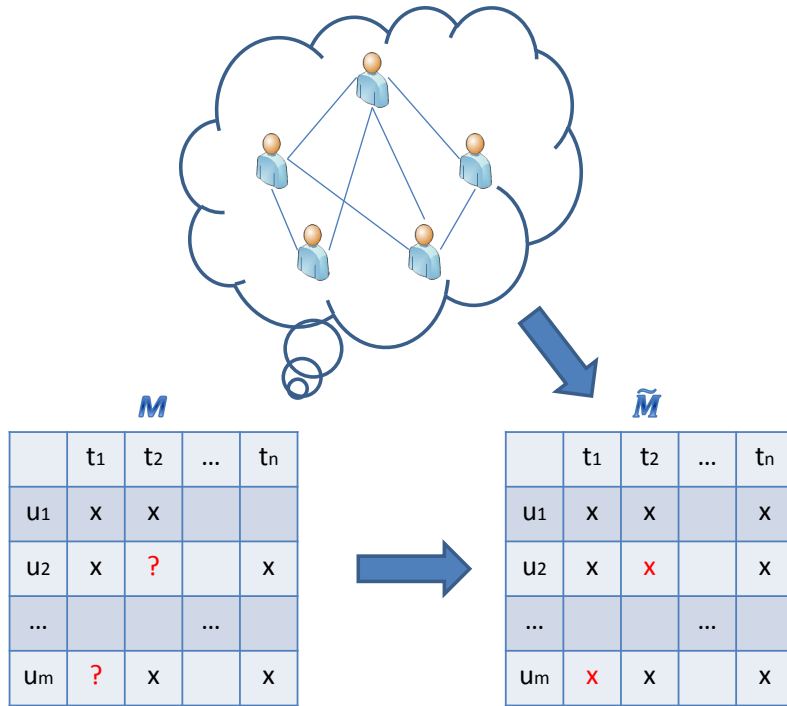 M
t1 t2 ... tn
u1 x x
u2 x ? x
... ...
um ? x x
M̃
t1 t2 ... tn
u1 x x x
u2 x x x
... ...
um x x x